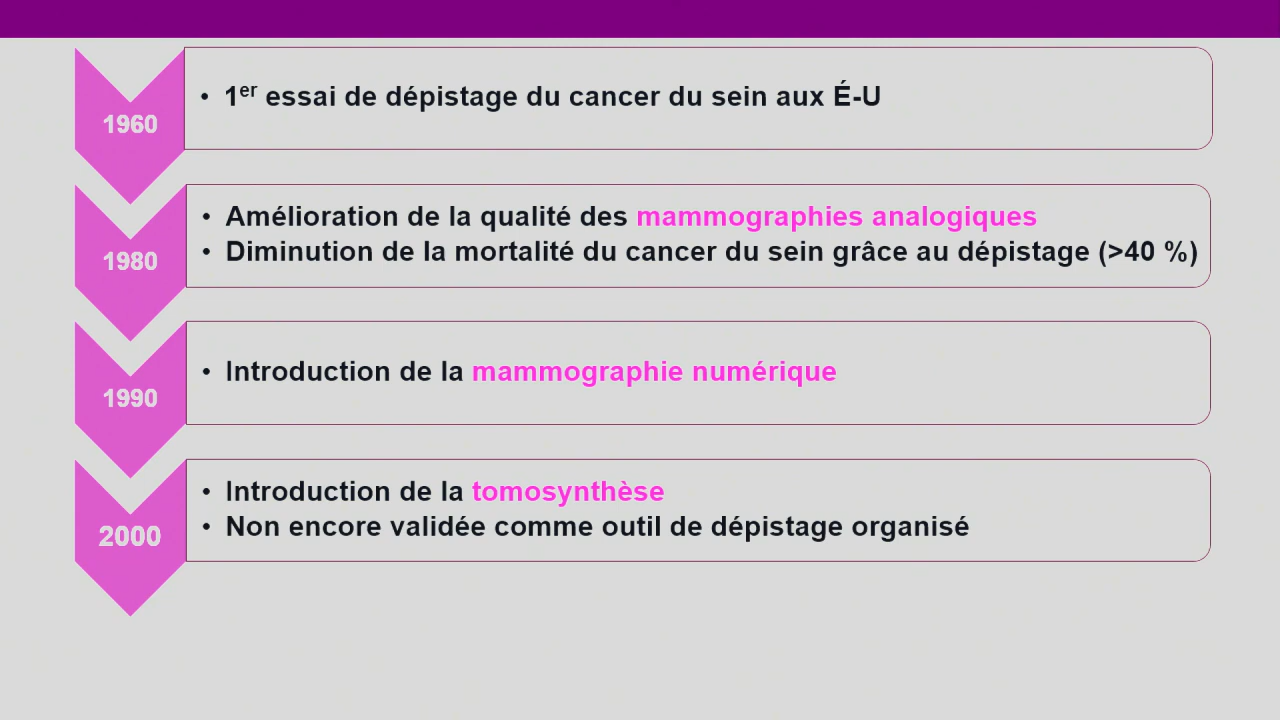 1960
• 1er essai de dépistage du cancer du sein aux É-U
1980
• Amélioration de la qualité des mammographies analogiques
• Diminution de la mortalité du cancer du sein grâce au dépistage (>40 %)
1990
• Introduction de la mammographie numérique
2000
• Introduction de la tomosynthèse
• Non encore validée comme outil de dépistage organisé